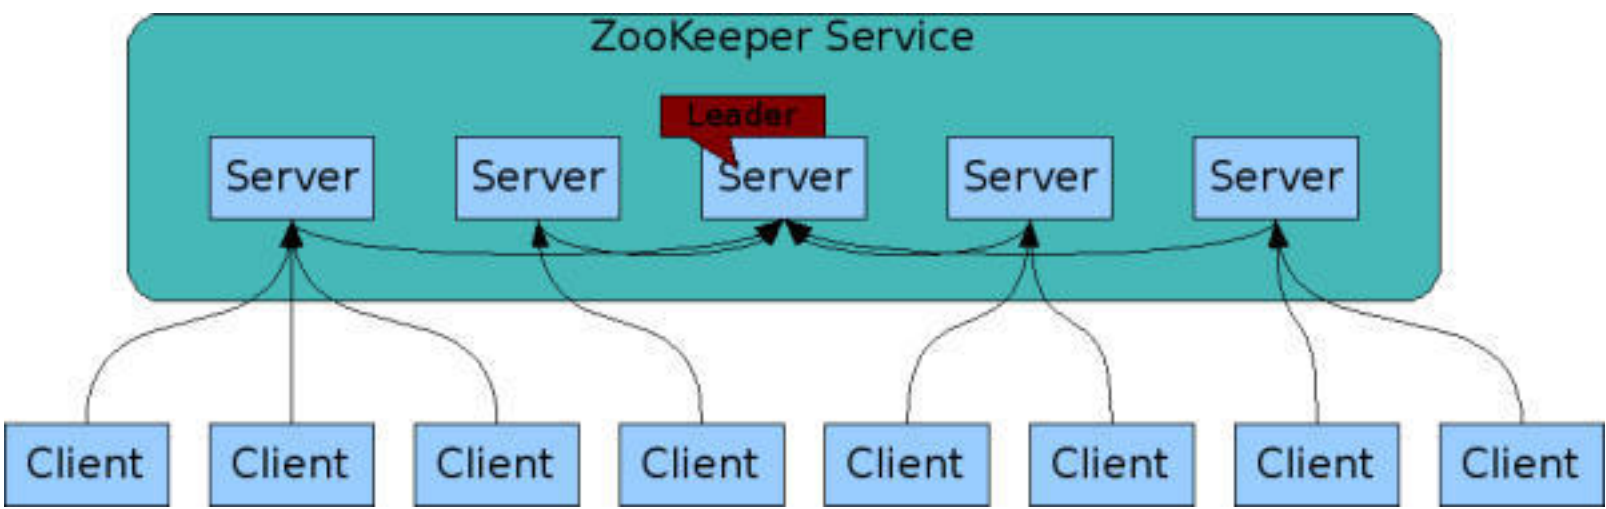 ZooKeeper Service
Leader
Server Server Server Server Server
Client Client Client Client Client Client Client Client